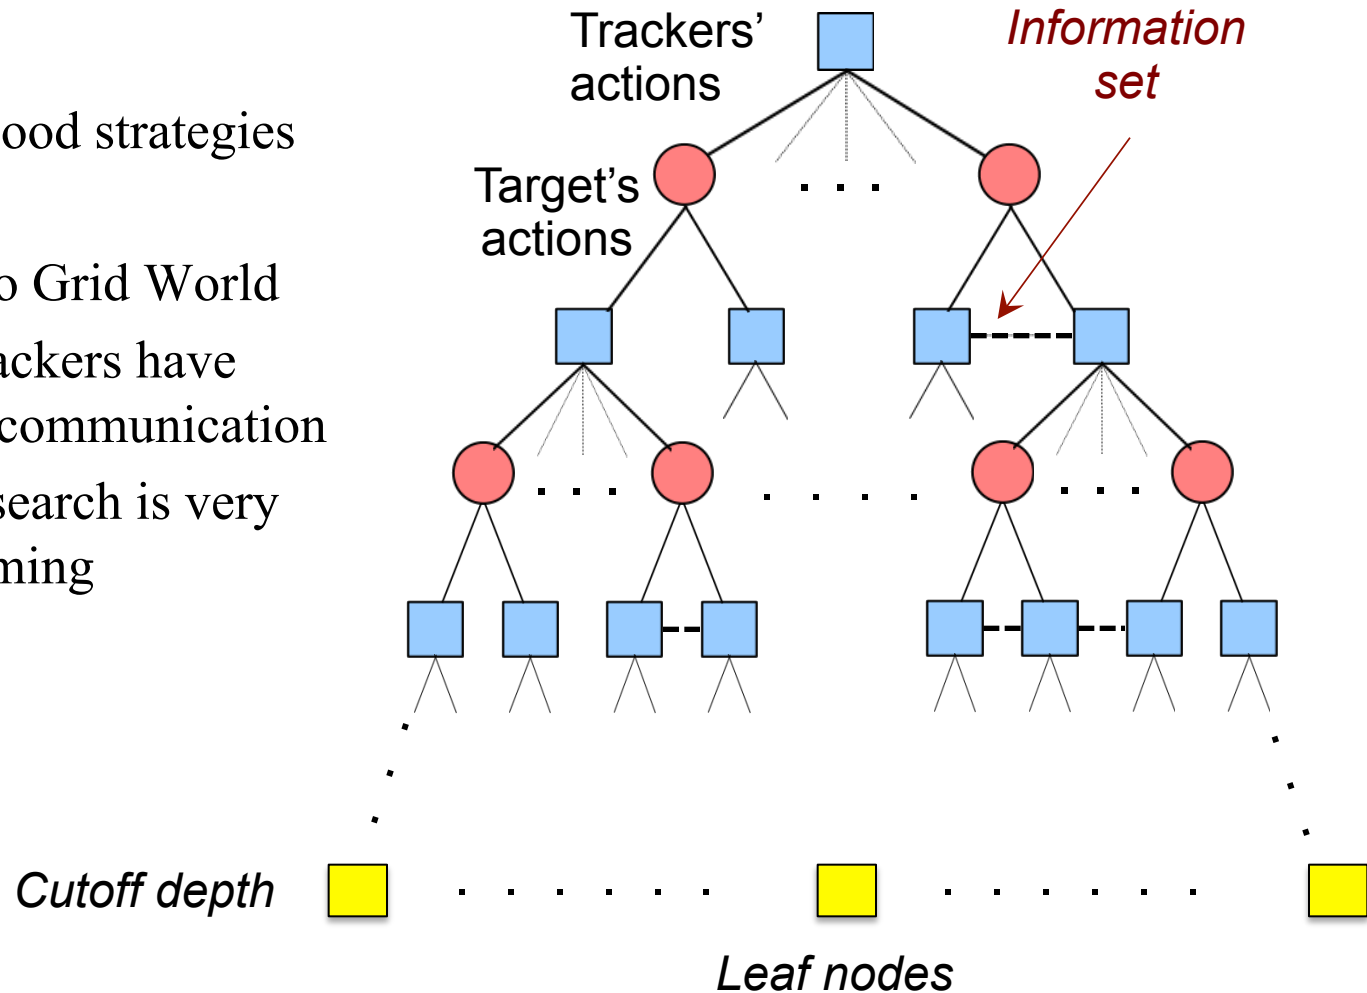 ood strategies
o Grid World
ackers have
communication
search is very
ming
Trackers’
actions
Information
set
Target’s
actions
Cutoff depth
Leaf nodes